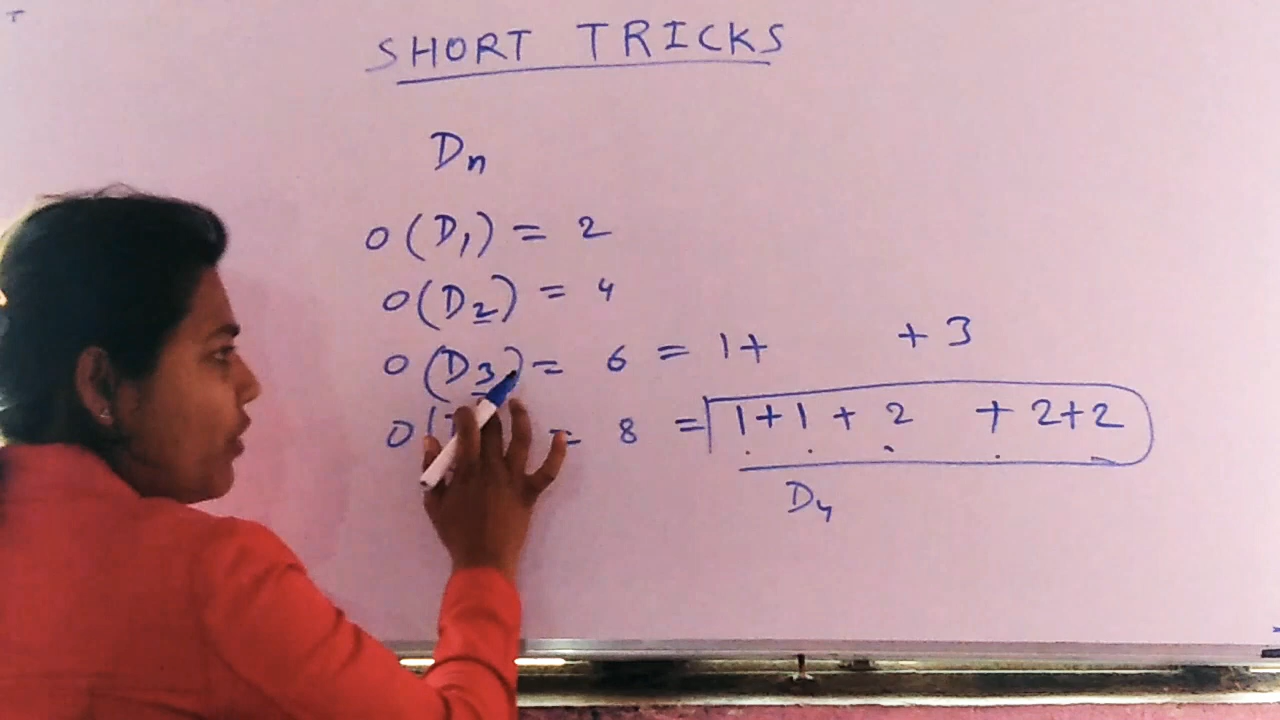 SHORT TRICKS
Dn
O(D1) = 2
O(D2) = 4
O(D3) = 6 = 1+ + 3
O( = 8 = 1+1+2 + 2+2
D4